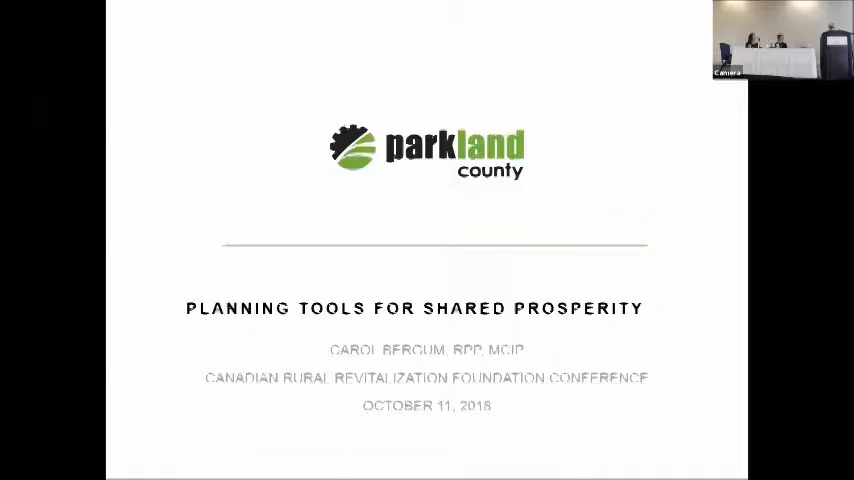 parkland
county
PLANNING TOOLS FOR SHARED PROSPERITY
CAROL BERGUM, RPP, MCIP
CANADIAN RURAL REVITALIZATION FOUNDATION CONFERENCE
OCTOBER 11, 2018
Camera